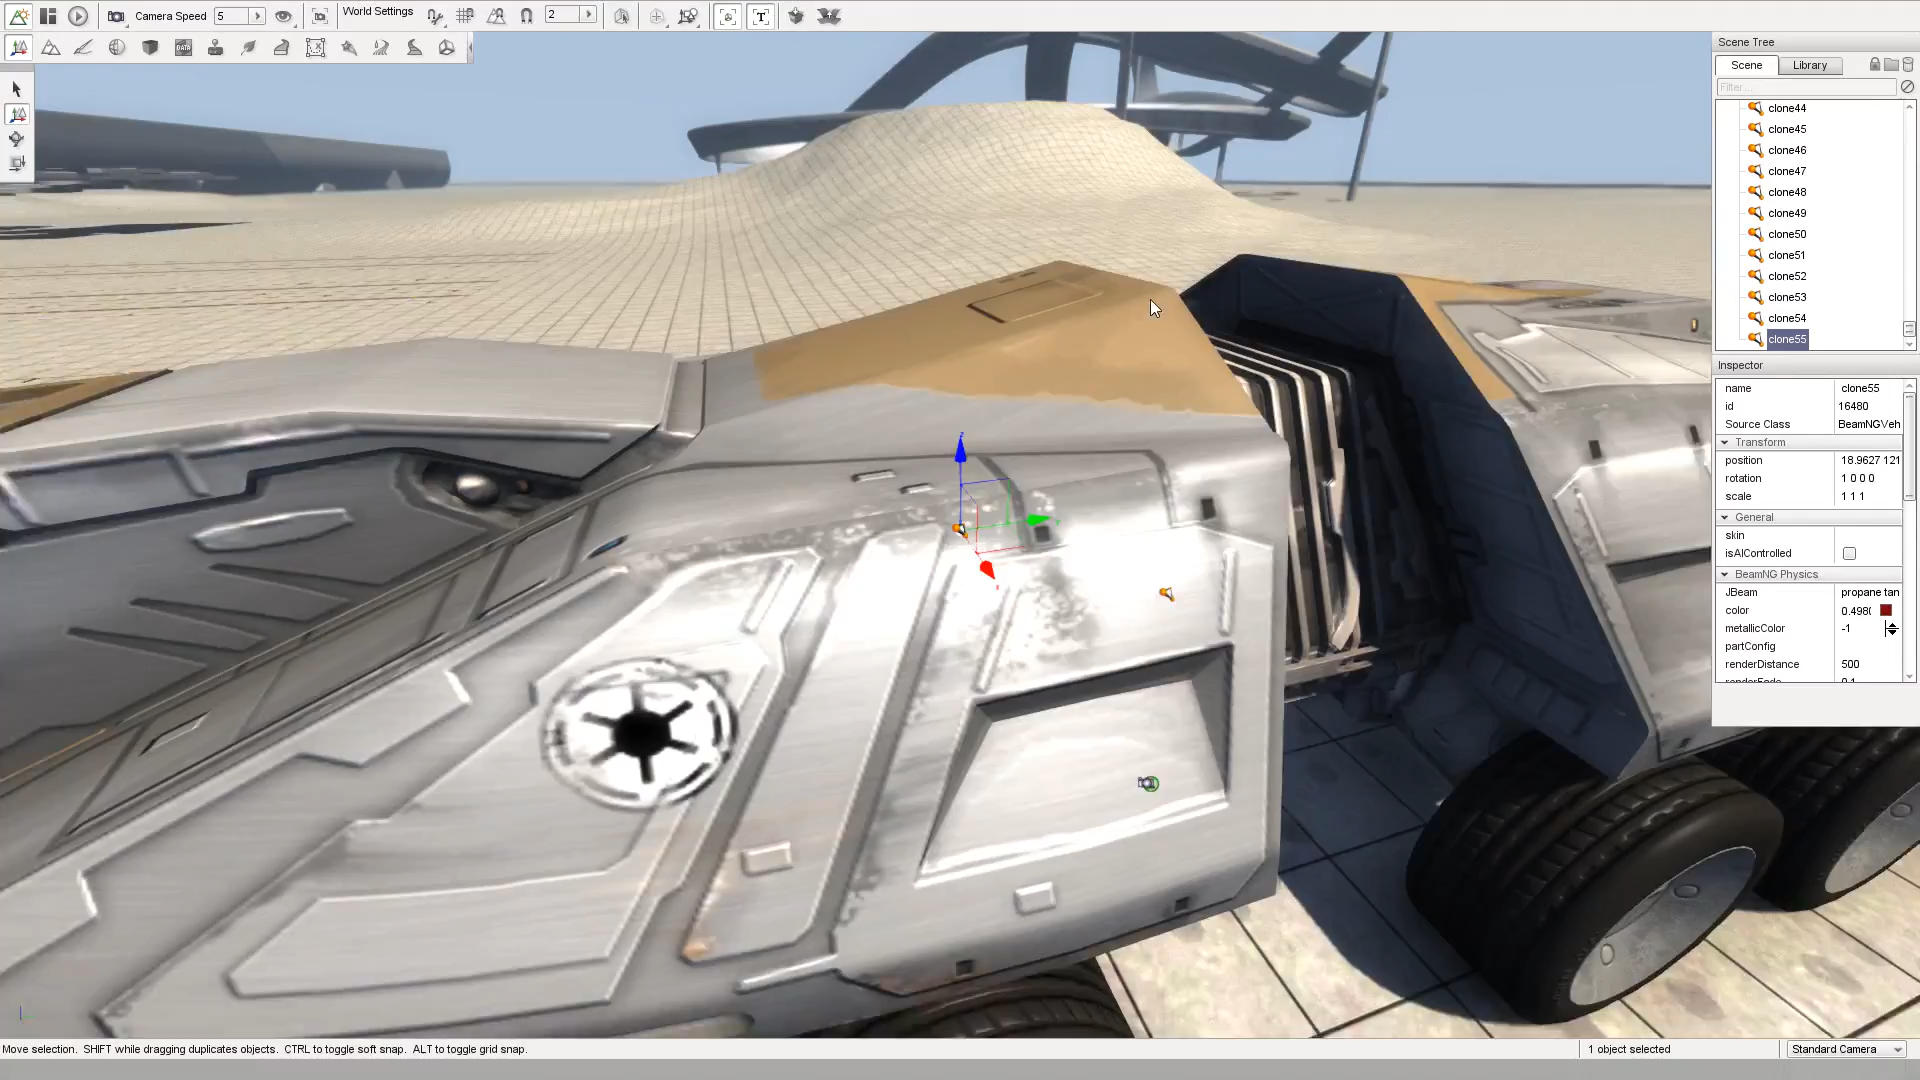 Camera Speed 5
World Settings
2
T
DATA
Scene Tree
Scene
Library
Filter...
clone44
clone45
clone46
clone47
clone48
clone49
clone50
clone51
clone52
clone53
clone54
clone55
Inspector
name clone55
id 16480
Source Class BeamNGVeh
Transform
position 18.9627 121
rotation 1 0 0 0
scale 1 1 1
General
skin
isAIControlled
BeamNG Physics
JBeam propane tan
color 0.498(
metallicColor -1
partConfig
renderDistance 500
renderFade 0.1
z
Move selection. SHIFT while dragging duplicates objects. CTRL to toggle soft snap. ALT to toggle grid snap.
1 object selected
Standard Camera